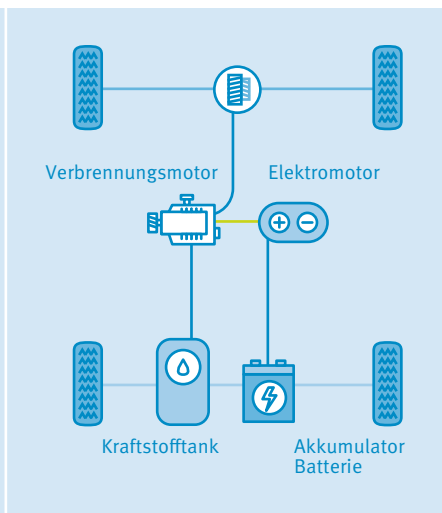 Verbrennungsmotor
Elektromotor
Kraftstofftank
Akkumulator
Batterie